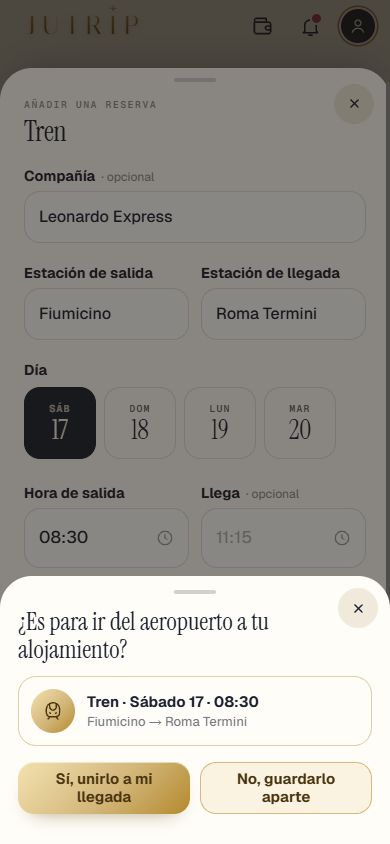 JUTRIP
AÑADIR UNA RESERVA
Tren
Compañía · opcional
Leonardo Express
Estación de salida Estación de llegada
Fiumicino Roma Termini
Día
SÁB DOM LUN MAR
17 18 19 20
Hora de salida Llega · opcional
08:30 11:15
¿Es para ir del aeropuerto a tu
alojamiento?
Tren · Sábado 17 · 08:30
Fiumicino → Roma Termini
Sí, unirlo a mi No, guardarlo
llegada aparte